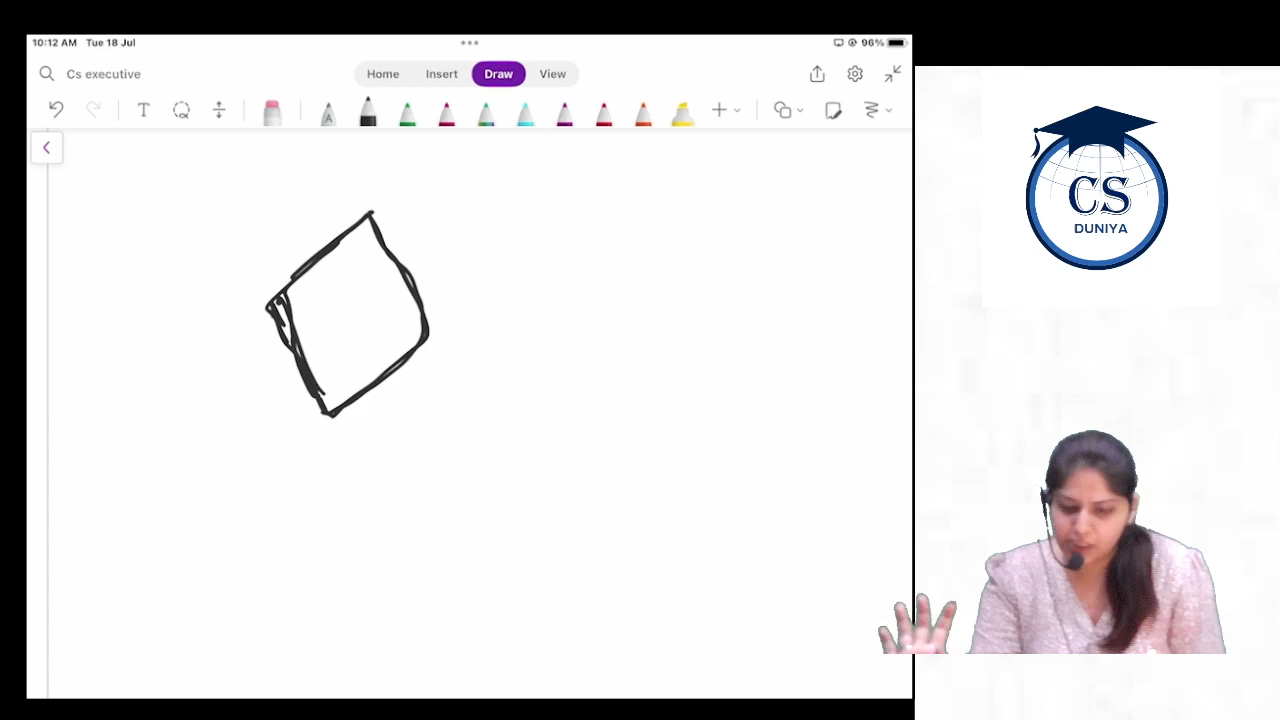 10:12 AM Tue 18 Jul
96%
Cs executive
Home Insert Draw View
T
A
CS
DUNIYA